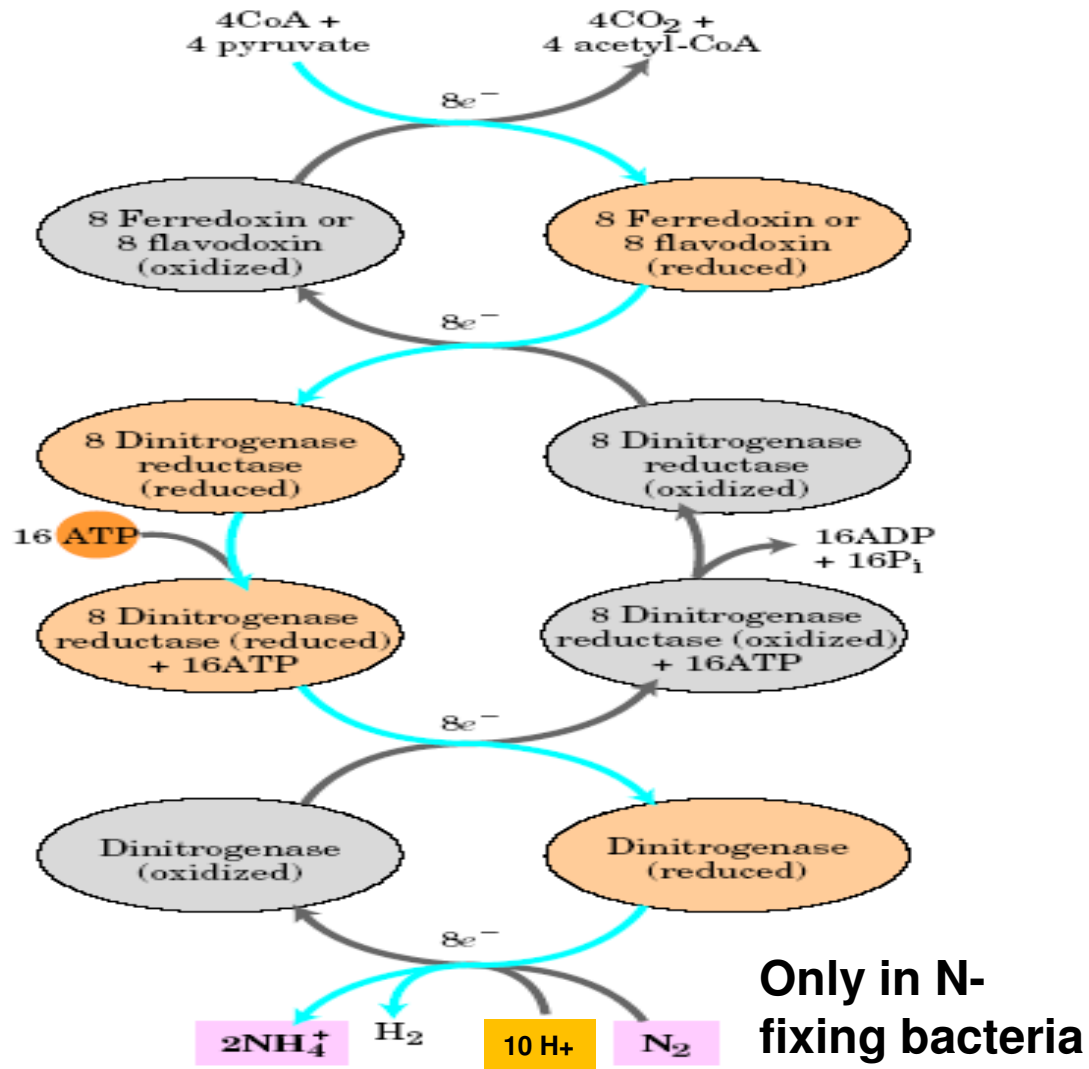 4CoA +
4 pyruvate
4CO₂ +
4 acetyl-CoA
8e⁻
8 Ferredoxin or
8 flavodoxin
(oxidized)
8 Ferredoxin or
8 flavodoxin
(reduced)
8e⁻
8 Dinitrogenase
reductase
(reduced)
8 Dinitrogenase
reductase
(oxidized)
16 ATP
16ADP
+ 16Pᵢ
8 Dinitrogenase
reductase (reduced)
+ 16ATP
8 Dinitrogenase
reductase (oxidized)
+ 16ATP
8e⁻
Dinitrogenase
(oxidized)
Dinitrogenase
(reduced)
8e⁻
2NH₄⁺
H₂
10 H+
N₂
Only in N-
fixing bacteria